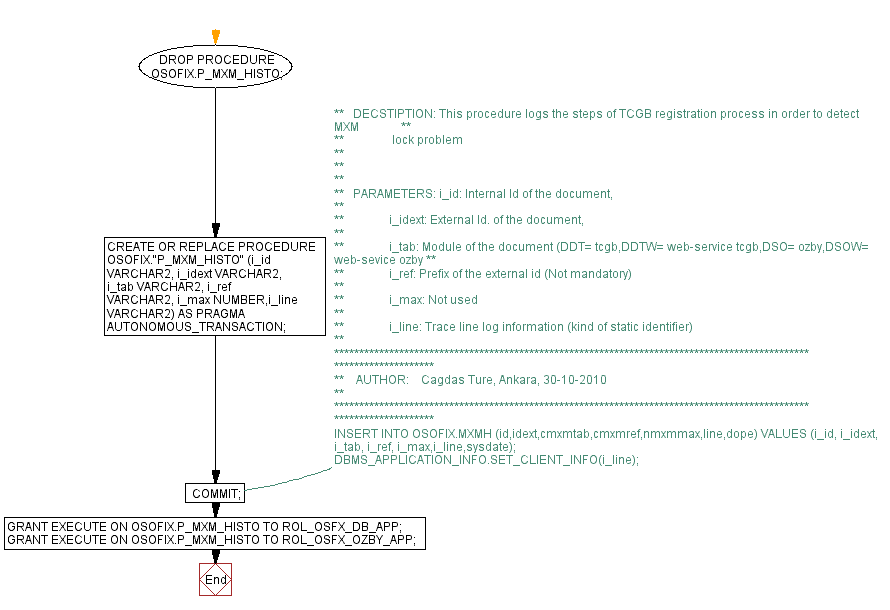 DROP PROCEDURE
OSOFIX.P_MXM_HISTO;
** DECSTIPTION: This procedure logs the steps of TCGB registration process in order to detect
MXM **
** lock problem
**
**
**
** PARAMETERS: i_id: Internal Id of the document,
**
** i_idext: External Id. of the document,
**
** i_tab: Module of the document (DDT= tcgb,DDTW= web-service tcgb,DSO= ozby,DSOW=
web-sevice ozby **
** i_ref: Prefix of the external id (Not mandatory)
**
** i_max: Not used
**
** i_line: Trace line log information (kind of static identifier)
**
***********************************************************************************************
********************
** AUTHOR: Cagdas Ture, Ankara, 30-10-2010
**
***********************************************************************************************
********************
INSERT INTO OSOFIX.MXMH (id,idext,cmxmtab,cmxmref,nmxmmax,line,dope) VALUES (i_id, i_idext,
i_tab, i_ref, i_max,i_line,sysdate);
DBMS_APPLICATION_INFO.SET_CLIENT_INFO(i_line);
CREATE OR REPLACE PROCEDURE
OSOFIX."P_MXM_HISTO" (i_id
VARCHAR2, i_idext VARCHAR2,
i_tab VARCHAR2, i_ref
VARCHAR2, i_max NUMBER,i_line
VARCHAR2) AS PRAGMA
AUTONOMOUS_TRANSACTION;
COMMIT;
GRANT EXECUTE ON OSOFIX.P_MXM_HISTO TO ROL_OSFX_DB_APP;
GRANT EXECUTE ON OSOFIX.P_MXM_HISTO TO ROL_OSFX_OZBY_APP;
End